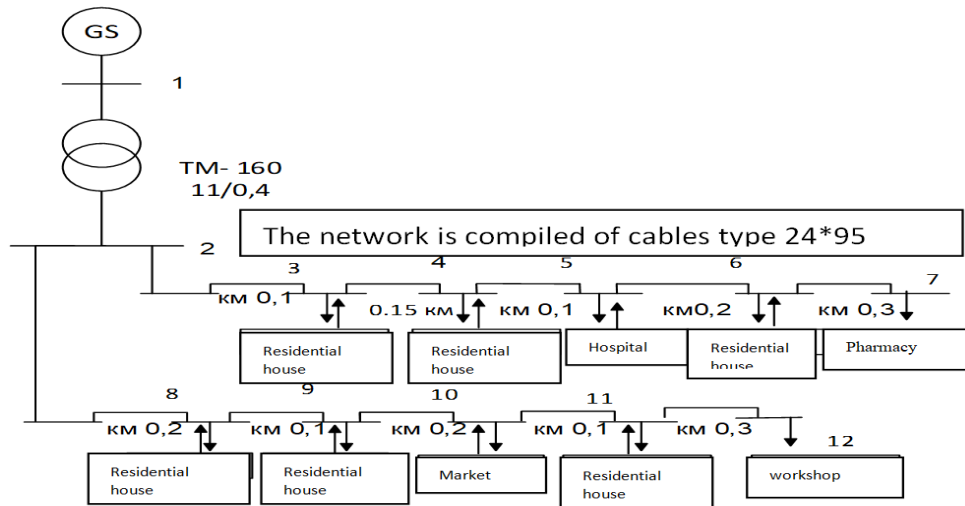 GS
1
TM- 160
11/0,4
2
The network is compiled of cables type 24*95
3
4
5
6
7
км 0,1
0.15 км
км 0,1
км0,2
км 0,3
Residential
house
Residential
house
Hospital
Residential
house
Pharmacy
8
9
10
11
км 0,2
км 0,1
км 0,2
км 0,1
км 0,3
12
Residential
house
Residential
house
Market
Residential
house
workshop